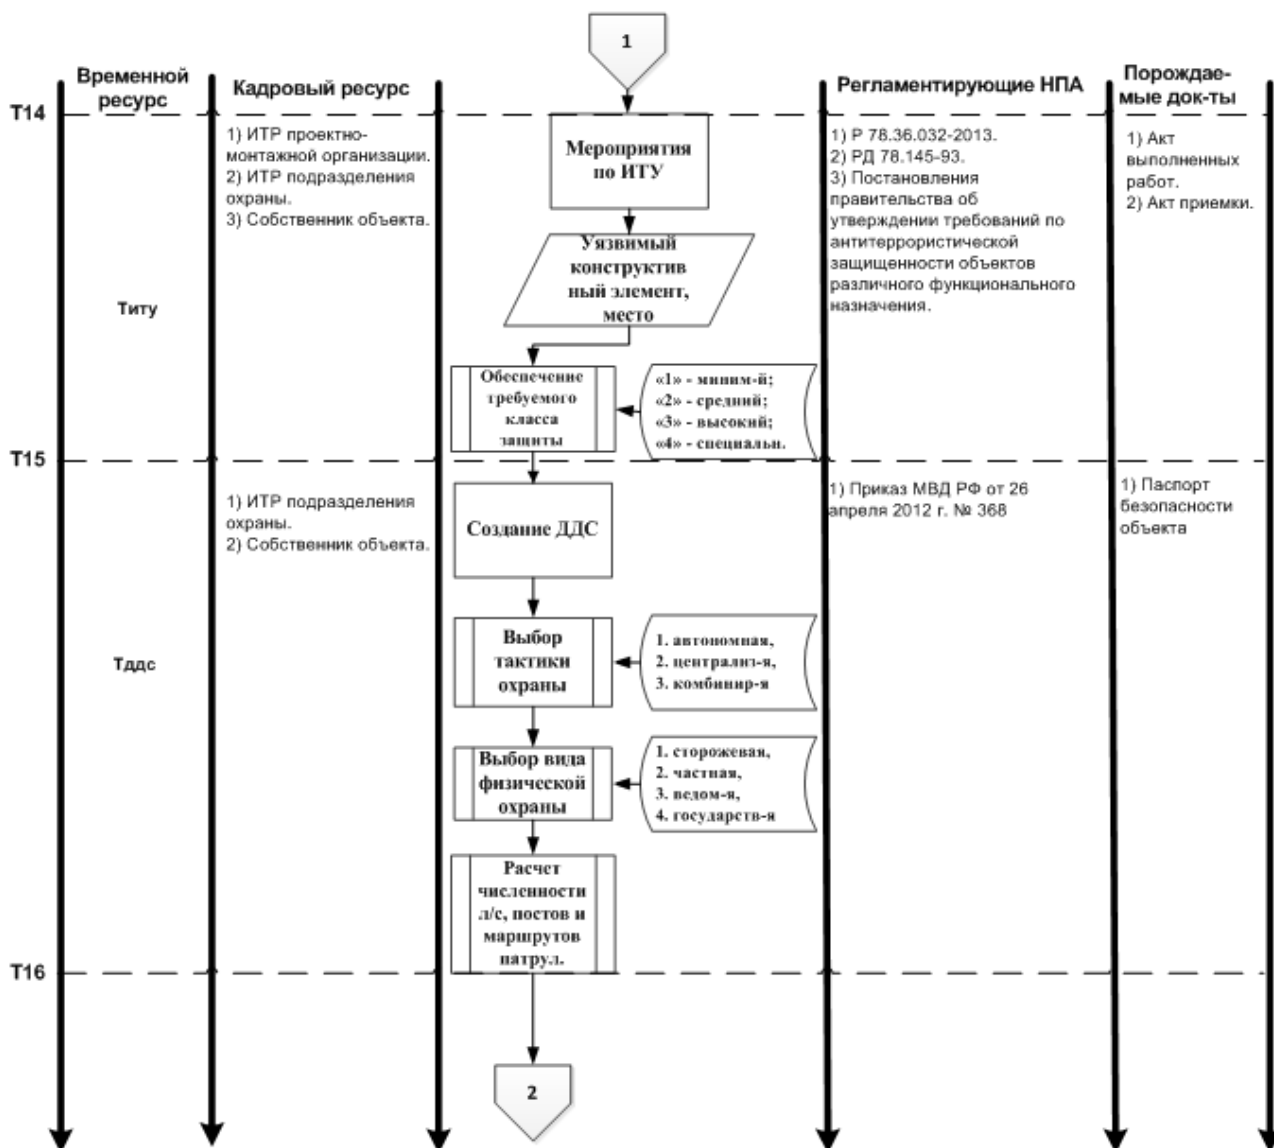 1
Временной
ресурс
Кадровый ресурс
Регламентирующие НПА
Порождае-
мые док-ты
T14
1) ИТР проектно-
монтажной организации.
2) ИТР подразделения
охраны.
3) Собственник объекта.
Мероприятия
по ИТУ
1) Р 78.36.032-2013.
2) РД 78.145-93.
3) Постановления
правительства об
утверждении требований по
антитеррористической
защищенности объектов
различного функционального
назначения.
1) Акт
выполненных
работ.
2) Акт приемки.
Уязвимый
конструктив
ный элемент,
место
Титу
Обеспечение
требуемого
класса
защиты
«1» - миним-й;
«2» - средний;
«3» - высокий;
«4» - специальн.
T15
1) ИТР подразделения
охраны.
2) Собственник объекта.
Создание ДДС
1) Приказ МВД РФ от 26
апреля 2012 г. № 368
1) Паспорт
безопасности
объекта
Тддс
Выбор
тактики
охраны
1. автономная,
2. централиз-я,
3. комбинир-я
Выбор вида
физической
охраны
1. сторожевая,
2. частная,
3. ведом-я,
4. государств-я
Расчет
численности
л/с, постов и
маршрутов
патрул.
T16
2